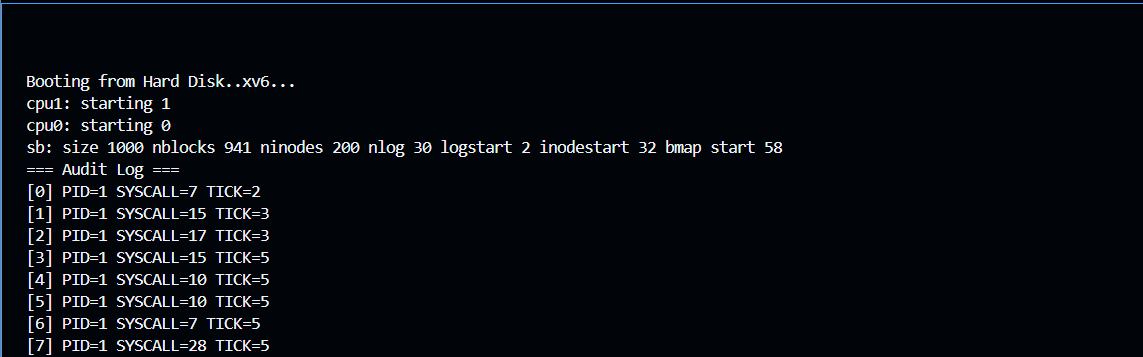 Booting from Hard Disk..xv6...
cpu1: starting 1
cpu0: starting 0
sb: size 1000 nblocks 941 ninodes 200 nlog 30 logstart 2 inodestart 32 bmap start 58
=== Audit Log ===
[0] PID=1 SYSCALL=7 TICK=2
[1] PID=1 SYSCALL=15 TICK=3
[2] PID=1 SYSCALL=17 TICK=3
[3] PID=1 SYSCALL=15 TICK=5
[4] PID=1 SYSCALL=10 TICK=5
[5] PID=1 SYSCALL=10 TICK=5
[6] PID=1 SYSCALL=7 TICK=5
[7] PID=1 SYSCALL=28 TICK=5